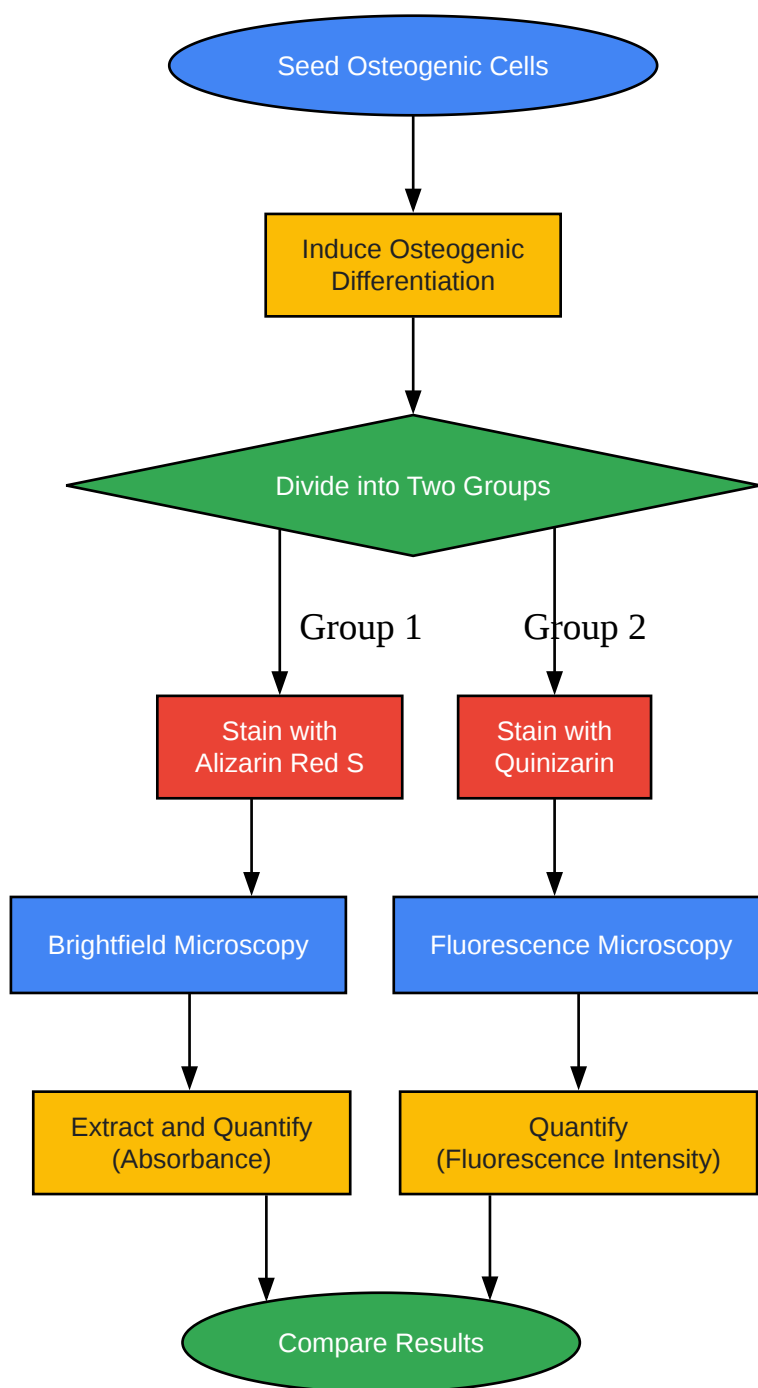 Seed Osteogenic Cells
Induce Osteogenic
Differentiation
Divide into Two Groups
Group 1
Group 2
Stain with
Alizarin Red S
Stain with
Quinizarin
Brightfield Microscopy
Fluorescence Microscopy
Extract and Quantify
(Absorbance)
Quantify
(Fluorescence Intensity)
Compare Results